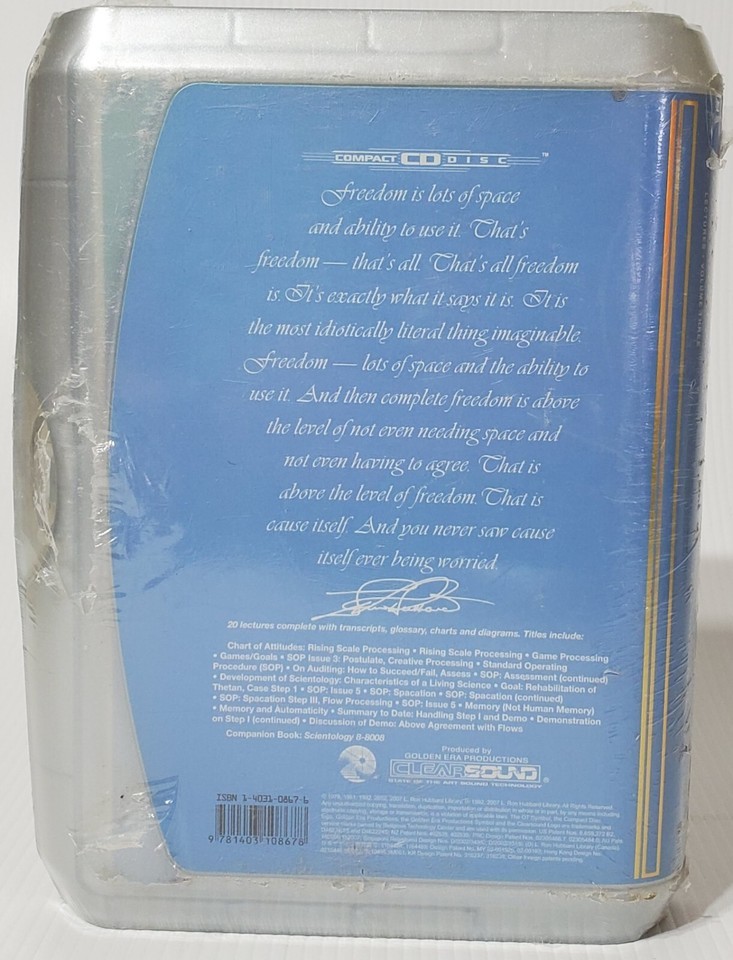 COMPACT CD DISC ™
Freedom is lots of space
and ability to use it. That's
freedom — that's all. That's all freedom
is. It's exactly what it says it is. It is
the most idiotically literal thing imaginable.
Freedom — lots of space and the ability to
use it. And then complete freedom is above
the level of not even needing space and
not even having to agree. That is
above the level of freedom. That is
cause itself. And you never saw cause
itself ever being worried.
20 lectures complete with transcripts, glossary, charts and diagrams. Titles include:
Chart of Attitudes: Rising Scale Processing • Rising Scale Processing • Game Processing
• Games/Goals • SOP Issue 3: Postulate, Creative Processing • Standard Operating
Procedure (SOP) • On Auditing: How to Succeed/Fail, Assess • SOP: Assessment (continued)
• Development of Scientology: Characteristics of a Living Science • Goal: Rehabilitation of
Thetan, Case Step 1 • SOP: Issue 5 • SOP: Spacation • SOP: Spacation (continued)
• SOP: Spacation Step III, Flow Processing • SOP: Issue 5 • Memory (Not Human Memory)
• Memory and Automaticity • Summary to Date: Handling Step I and Demo • Demonstration
on Step I (continued) • Discussion of Demo: Above Agreement with Flows
Companion Book: Scientology 8-8008
Produced by
GOLDEN ERA PRODUCTIONS
CLEARSOUND ®
STATE OF THE ART SOUND TECHNOLOGY
ISBN 1-4031-0867-6
9 781403 108678